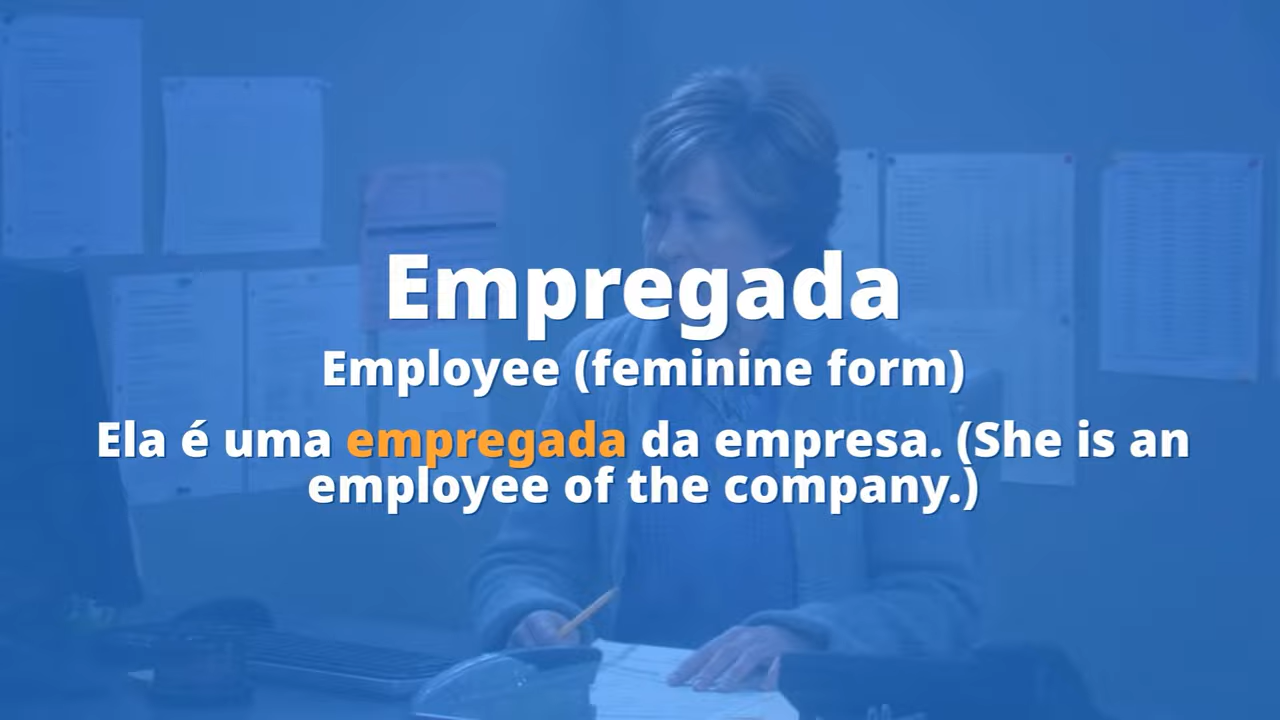 Empregada
Employee (feminine form)
Ela é uma empregada da empresa. (She is an
employee of the company.)